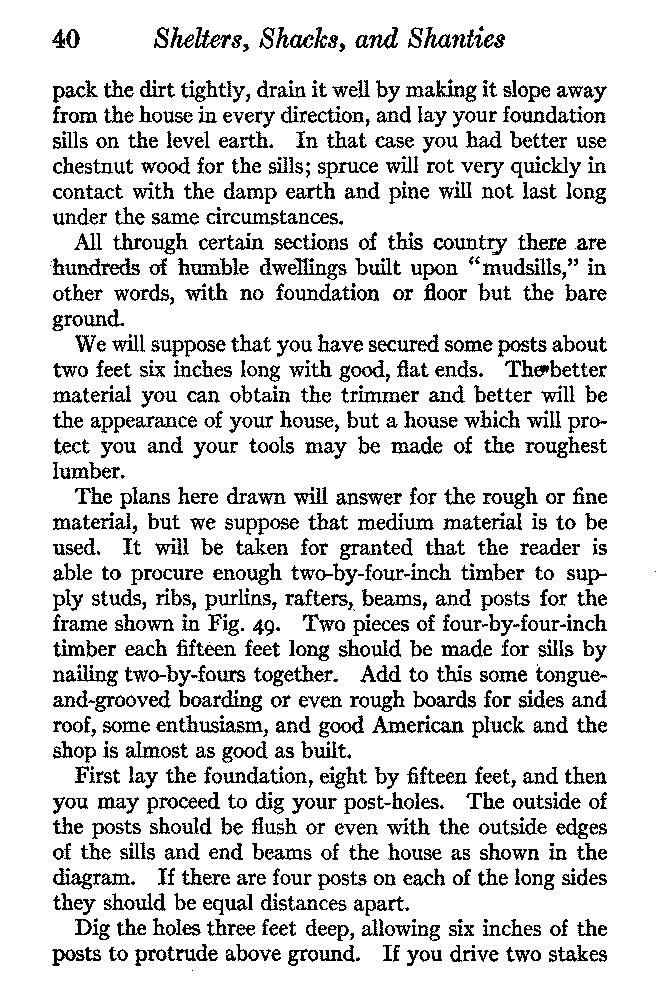 40 Shelters, Shacks, and Shanties
pack the dirt tightly, drain it well by making it slope away
from the house in every direction, and lay your foundation
sills on the level earth. In that case you had better use
chestnut wood for the sills; spruce will rot very quickly in
contact with the damp earth and pine will not last long
under the same circumstances.
All through certain sections of this country there are
hundreds of humble dwellings built upon “mudsills,” in
other words, with no foundation or floor but the bare
ground.
We will suppose that you have secured some posts about
two feet six inches long with good, flat ends. The better
material you can obtain the trimmer and better will be
the appearance of your house, but a house which will pro-
tect you and your tools may be made of the roughest
lumber.
The plans here drawn will answer for the rough or fine
material, but we suppose that medium material is to be
used. It will be taken for granted that the reader is
able to procure enough two-by-four-inch timber to sup-
ply studs, ribs, purlins, rafters, beams, and posts for the
frame shown in Fig. 49. Two pieces of four-by-four-inch
timber each fifteen feet long should be made for sills by
nailing two-by-fours together. Add to this some tongue-
and-grooved boarding or even rough boards for sides and
roof, some enthusiasm, and good American pluck and the
shop is almost as good as built.
First lay the foundation, eight by fifteen feet, and then
you may proceed to dig your post-holes. The outside of
the posts should be flush or even with the outside edges
of the sills and end beams of the house as shown in the
diagram. If there are four posts on each of the long sides
they should be equal distances apart.
Dig the holes three feet deep, allowing six inches of the
posts to protrude above ground. If you drive two stakes